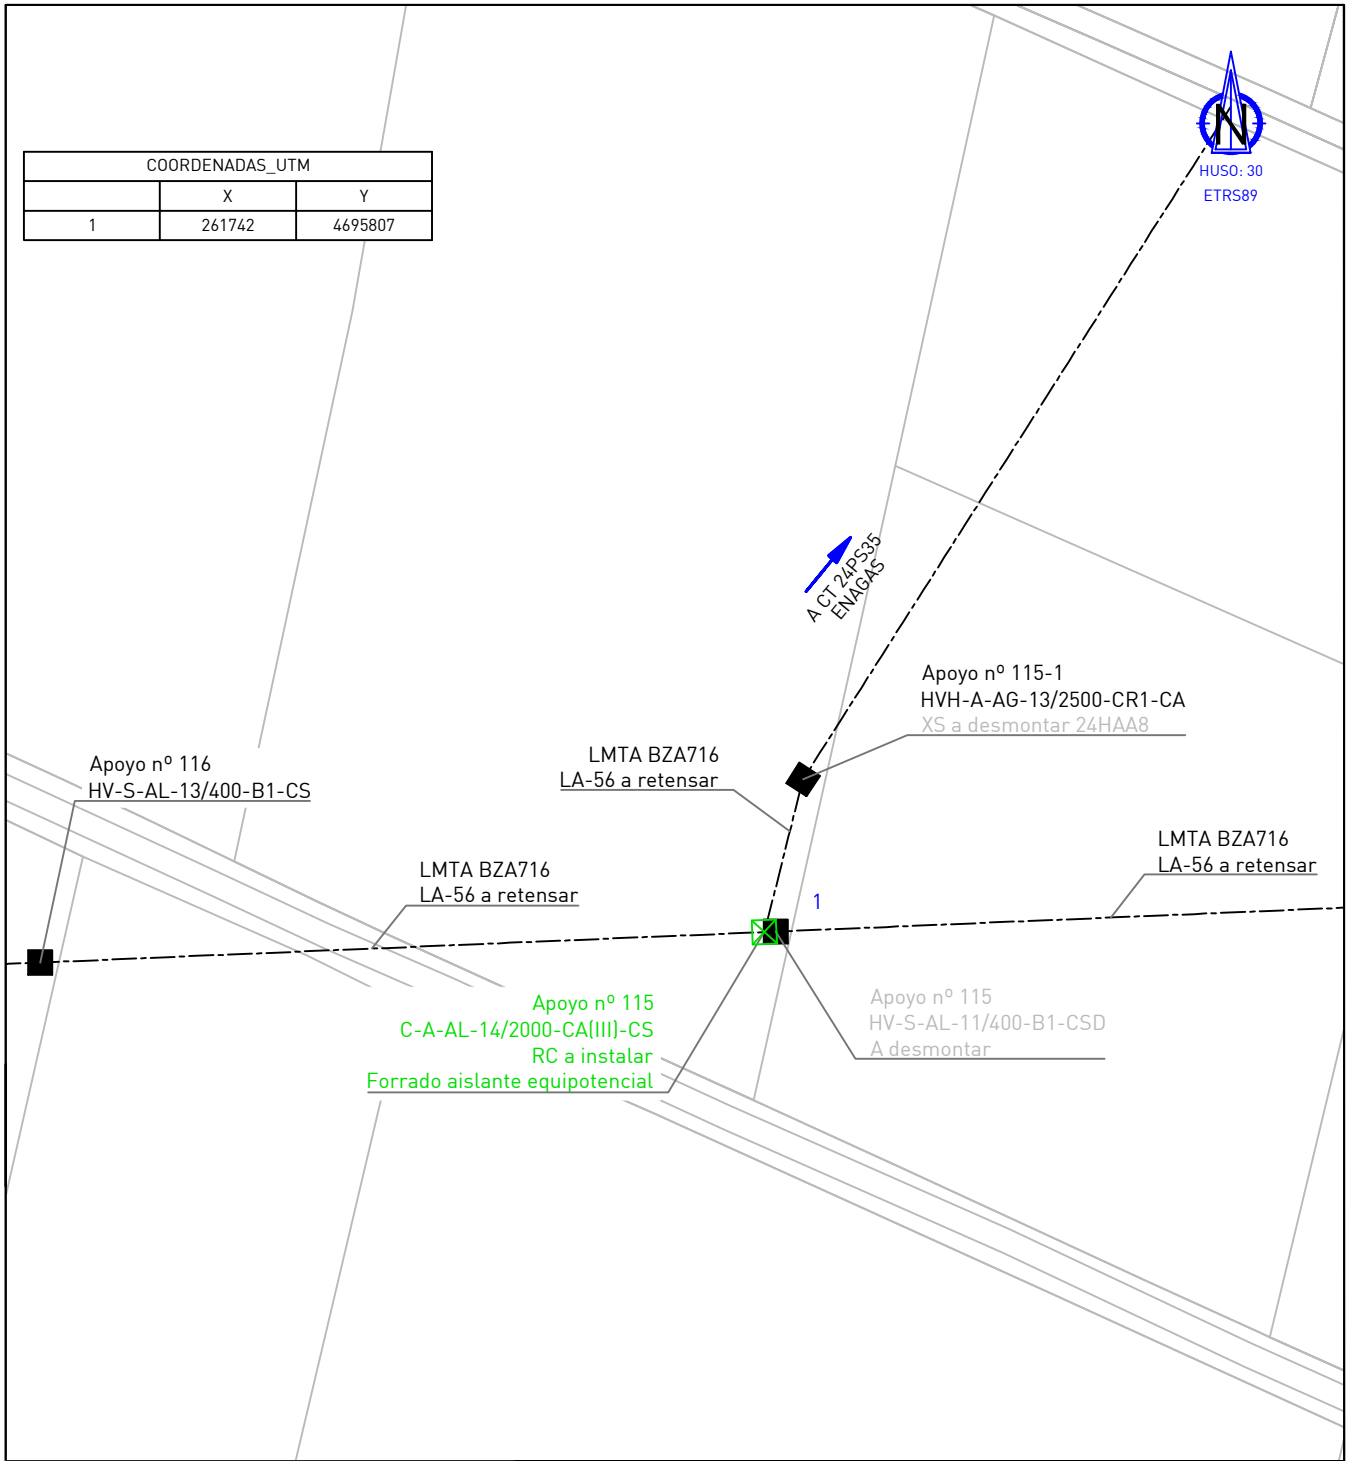 COORDENADAS_UTM
X Y
1 261742 4695807
N
HUSO: 30
ETRS89
A CT 24PS35
ENAGAS
Apoyo nº 115-1
HVH-A-AG-13/2500-CR1-CA
XS a desmontar 24HAA8
LMTA BZA716
LA-56 a retensar
Apoyo nº 116
HV-S-AL-13/400-B1-CS
LMTA BZA716
LA-56 a retensar
LMTA BZA716
LA-56 a retensar
1
Apoyo nº 115
C-A-AL-14/2000-CA(III)-CS
RC a instalar
Forrado aislante equipotencial
Apoyo nº 115
HV-S-AL-11/400-B1-CSD
A desmontar